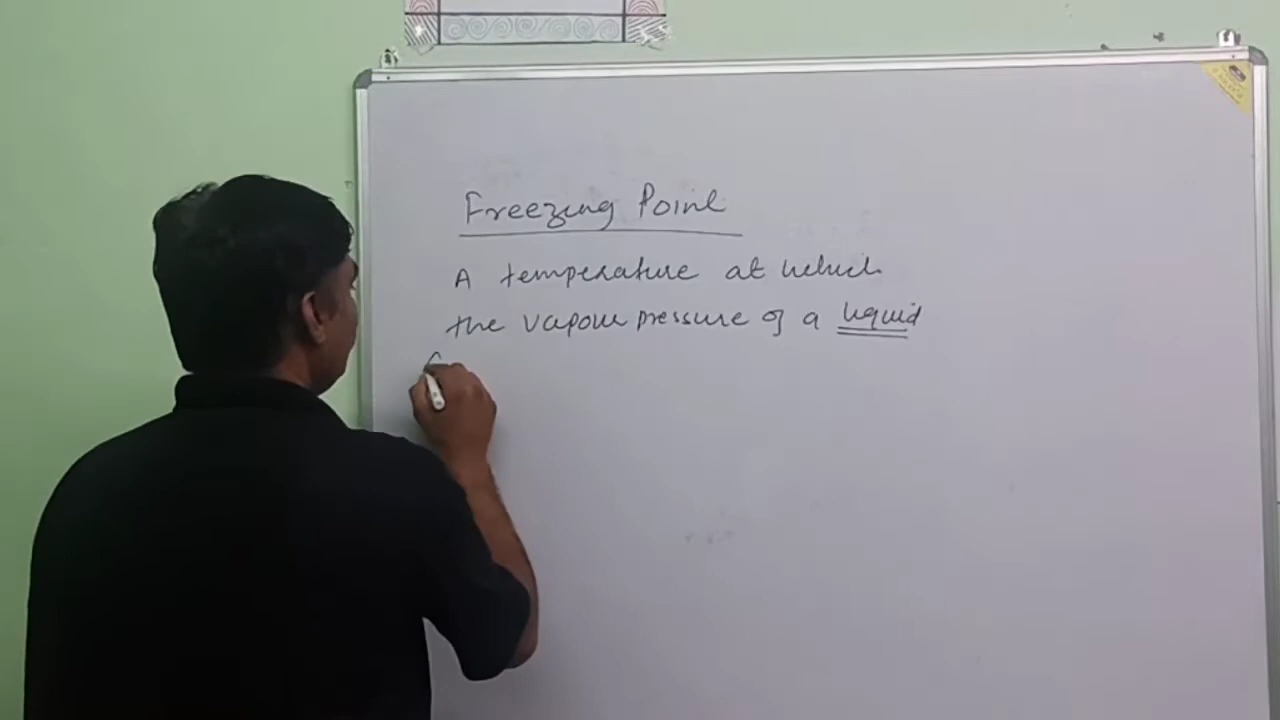 Freezing Point
A temperature at which
the vapour pressure of a liquid